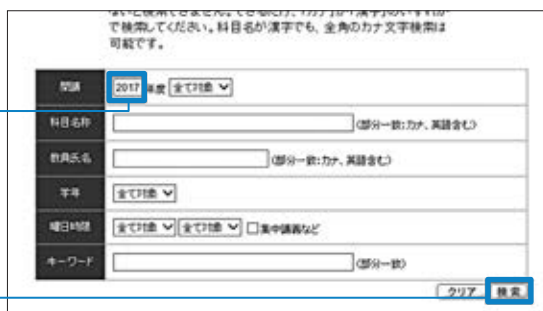 で検索してください。科目名が漢字でも、全角のカナ文字検索は
可能です。
開講 2017 年度 全て対象
科目名称 (部分一致:カナ、英語含む)
教員氏名 (部分一致:カナ、英語含む)
学年 全て対象
曜日時限 全て対象 全て対象 集中講義など
キーワード (部分一致)
クリア 検索